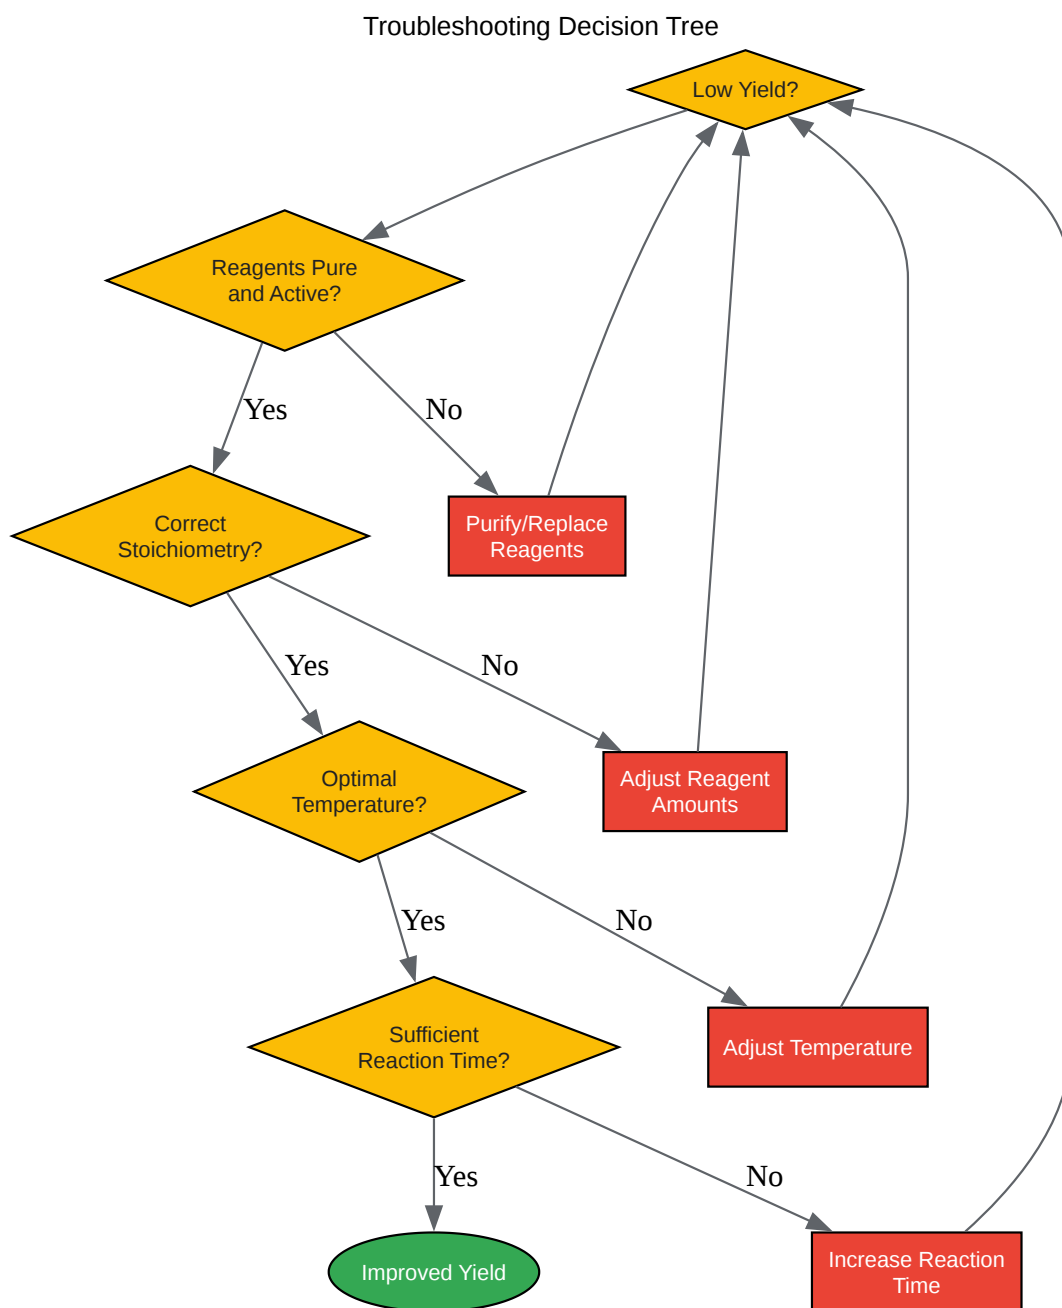 Troubleshooting Decision Tree
Low Yield?
Reagents Pure
and Active?
Yes
No
Correct
Stoichiometry?
Purify/Replace
Reagents
Yes
No
Optimal
Temperature?
Adjust Reagent
Amounts
Yes
No
Sufficient
Reaction Time?
Adjust Temperature
Yes
No
Improved Yield
Increase Reaction
Time